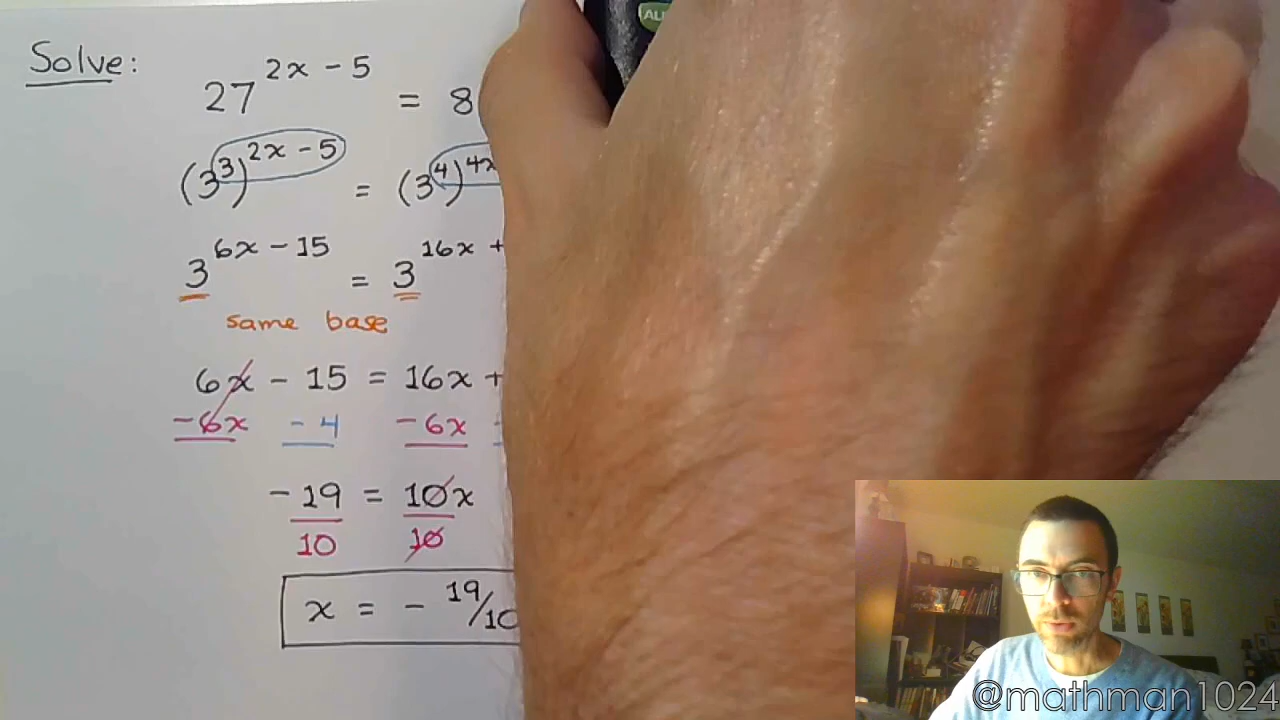 Solve:
27^(2x - 5) = 8
(3^3)^(2x - 5) = (3^4)^(4x
3^(6x - 15) = 3^(16x +
same base
6x - 15 = 16x +
-6x - 4 -6x
-19 = 10x
10 10
x = - 19/10
@mathman1024